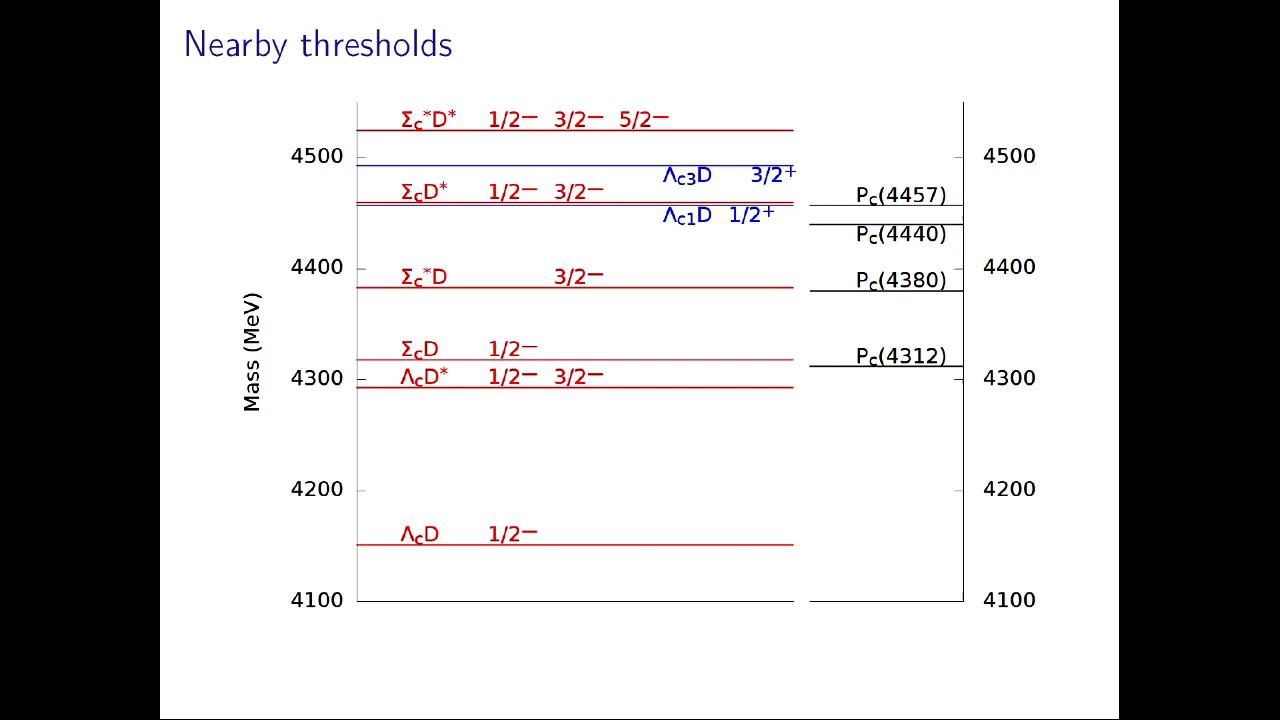 Nearby thresholds
Σc*D* 1/2− 3/2− 5/2−
4500 4500
Λc3D 3/2+
ΣcD* 1/2− 3/2− Pc(4457)
Λc1D 1/2+
Pc(4440)
4400 4400
Σc*D 3/2− Pc(4380)
Mass (MeV)
ΣcD 1/2− Pc(4312)
ΛcD* 1/2− 3/2−
4300 4300
4200 4200
ΛcD 1/2−
4100 4100